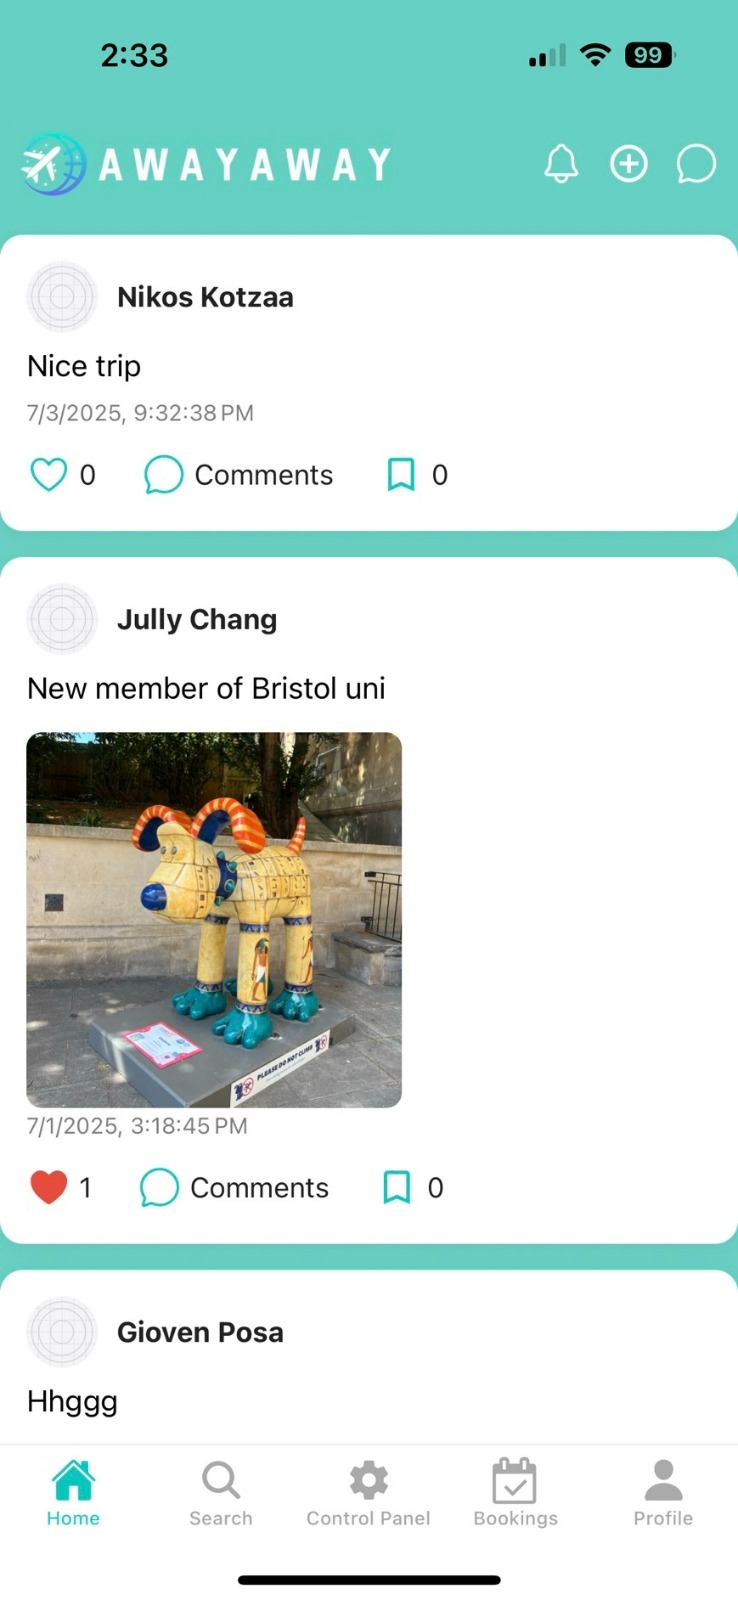 2:33
99
AWAYAWAY
Nikos Kotzaa
Nice trip
7/3/2025, 9:32:38 PM
0 Comments 0
Jully Chang
New member of Bristol uni
PLEASE DO NOT CLIMB
7/1/2025, 3:18:45 PM
1 Comments 0
Gioven Posa
Hhggg
Home Search Control Panel Bookings Profile